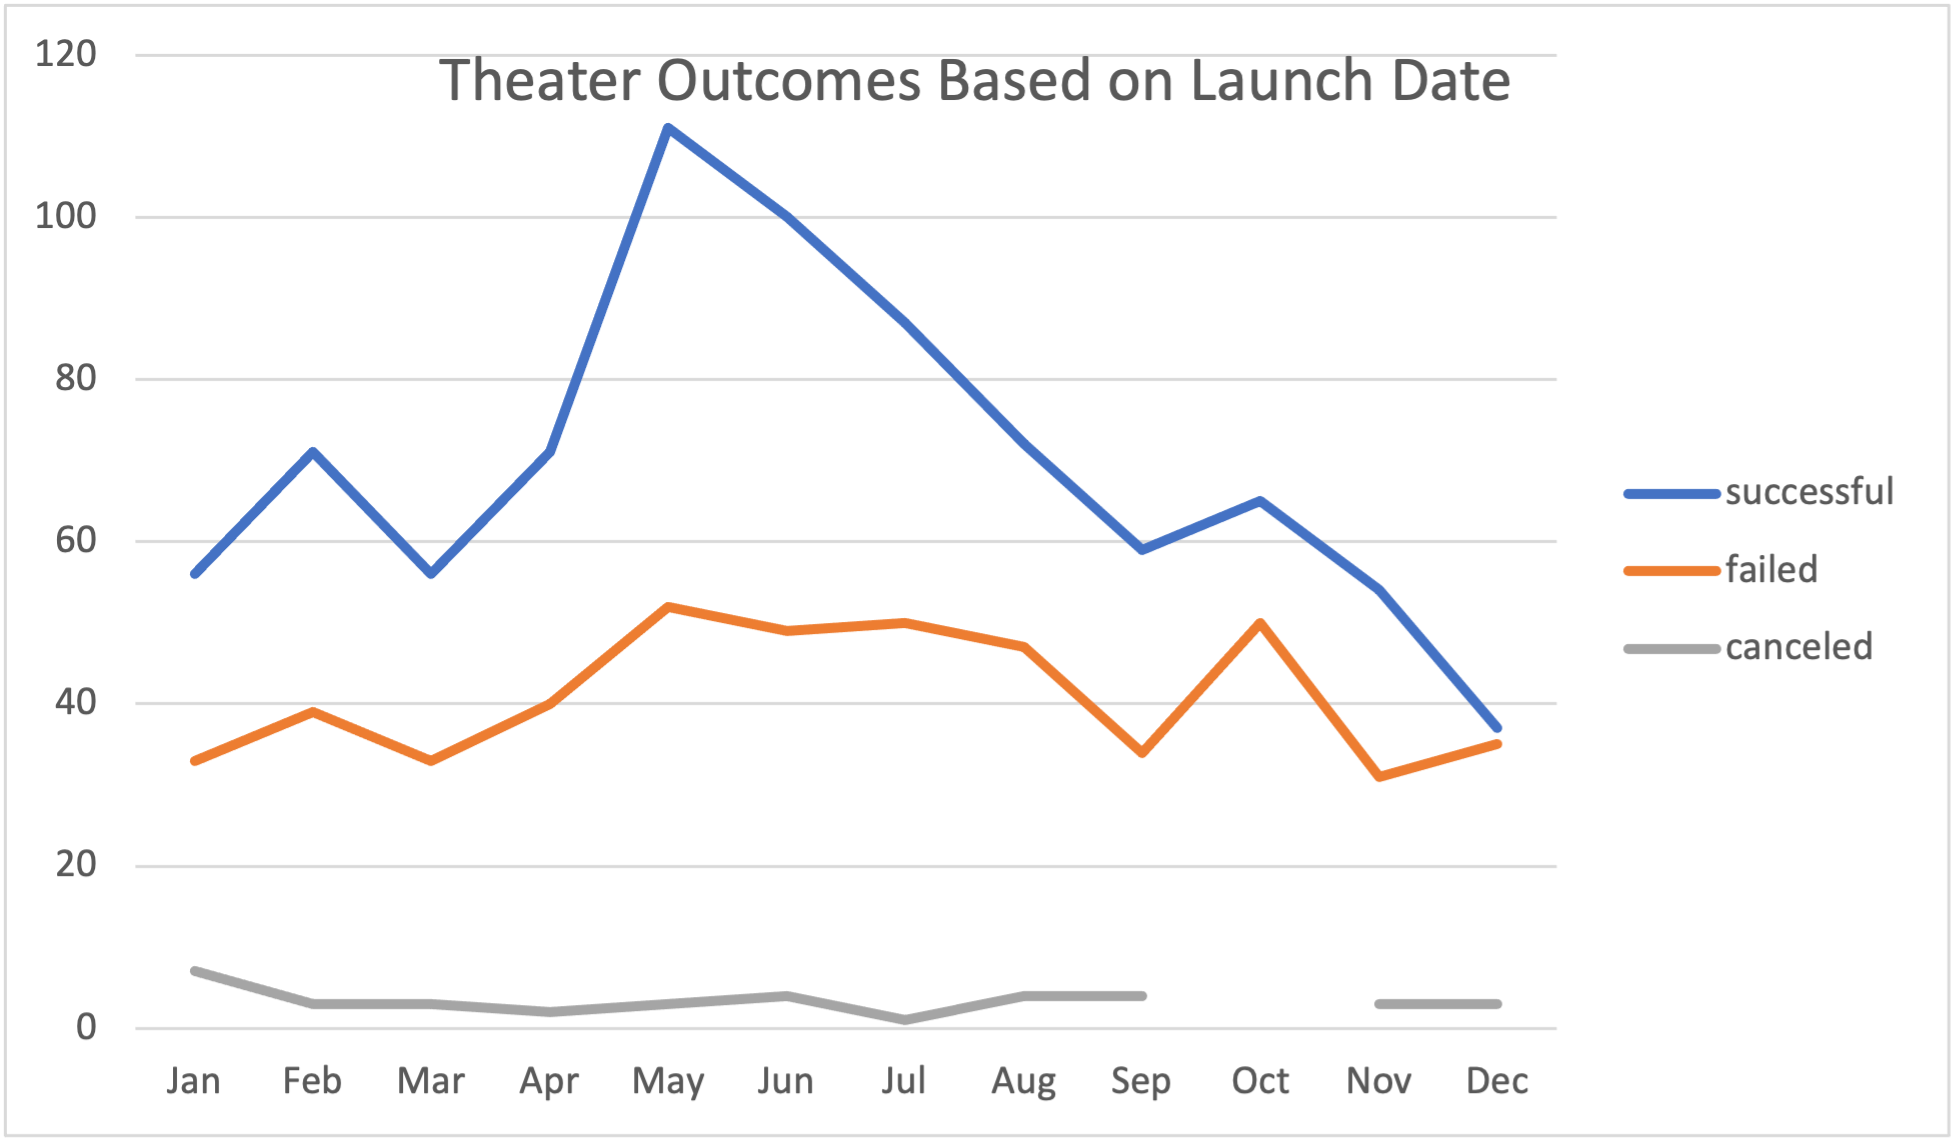 Theater Outcomes Based on Launch Date
120
100
80
60
40
20
0
Jan Feb Mar Apr May Jun Jul Aug Sep Oct Nov Dec
successful
failed
canceled